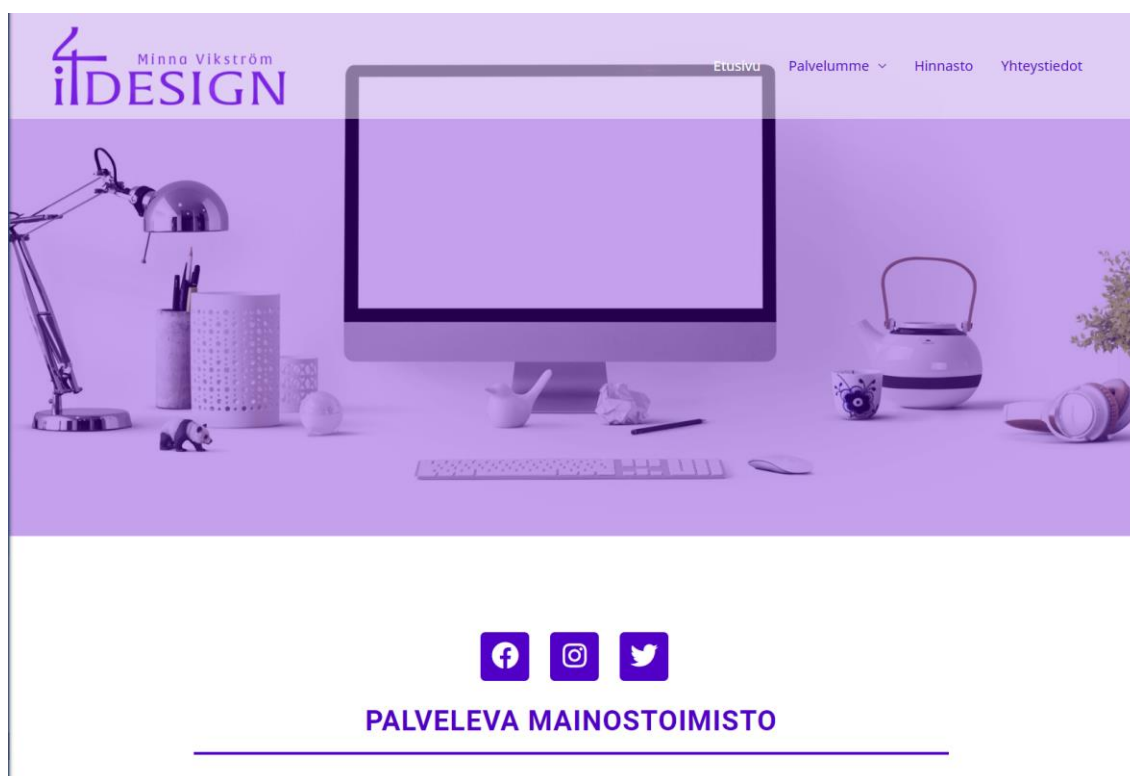 Minna Vikström
4 iTDESIGN
Etusivu Palvelumme Hinnasto Yhteystiedot
PALVELEVA MAINOSTOIMISTO